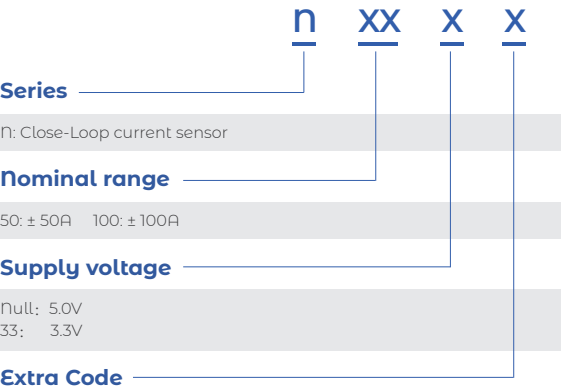 n xx x x
Series
N: Close-Loop current sensor
Nominal range
50: ± 50A 100: ± 100A
Supply voltage
Null： 5.0V
33： 3.3V
Extra Code